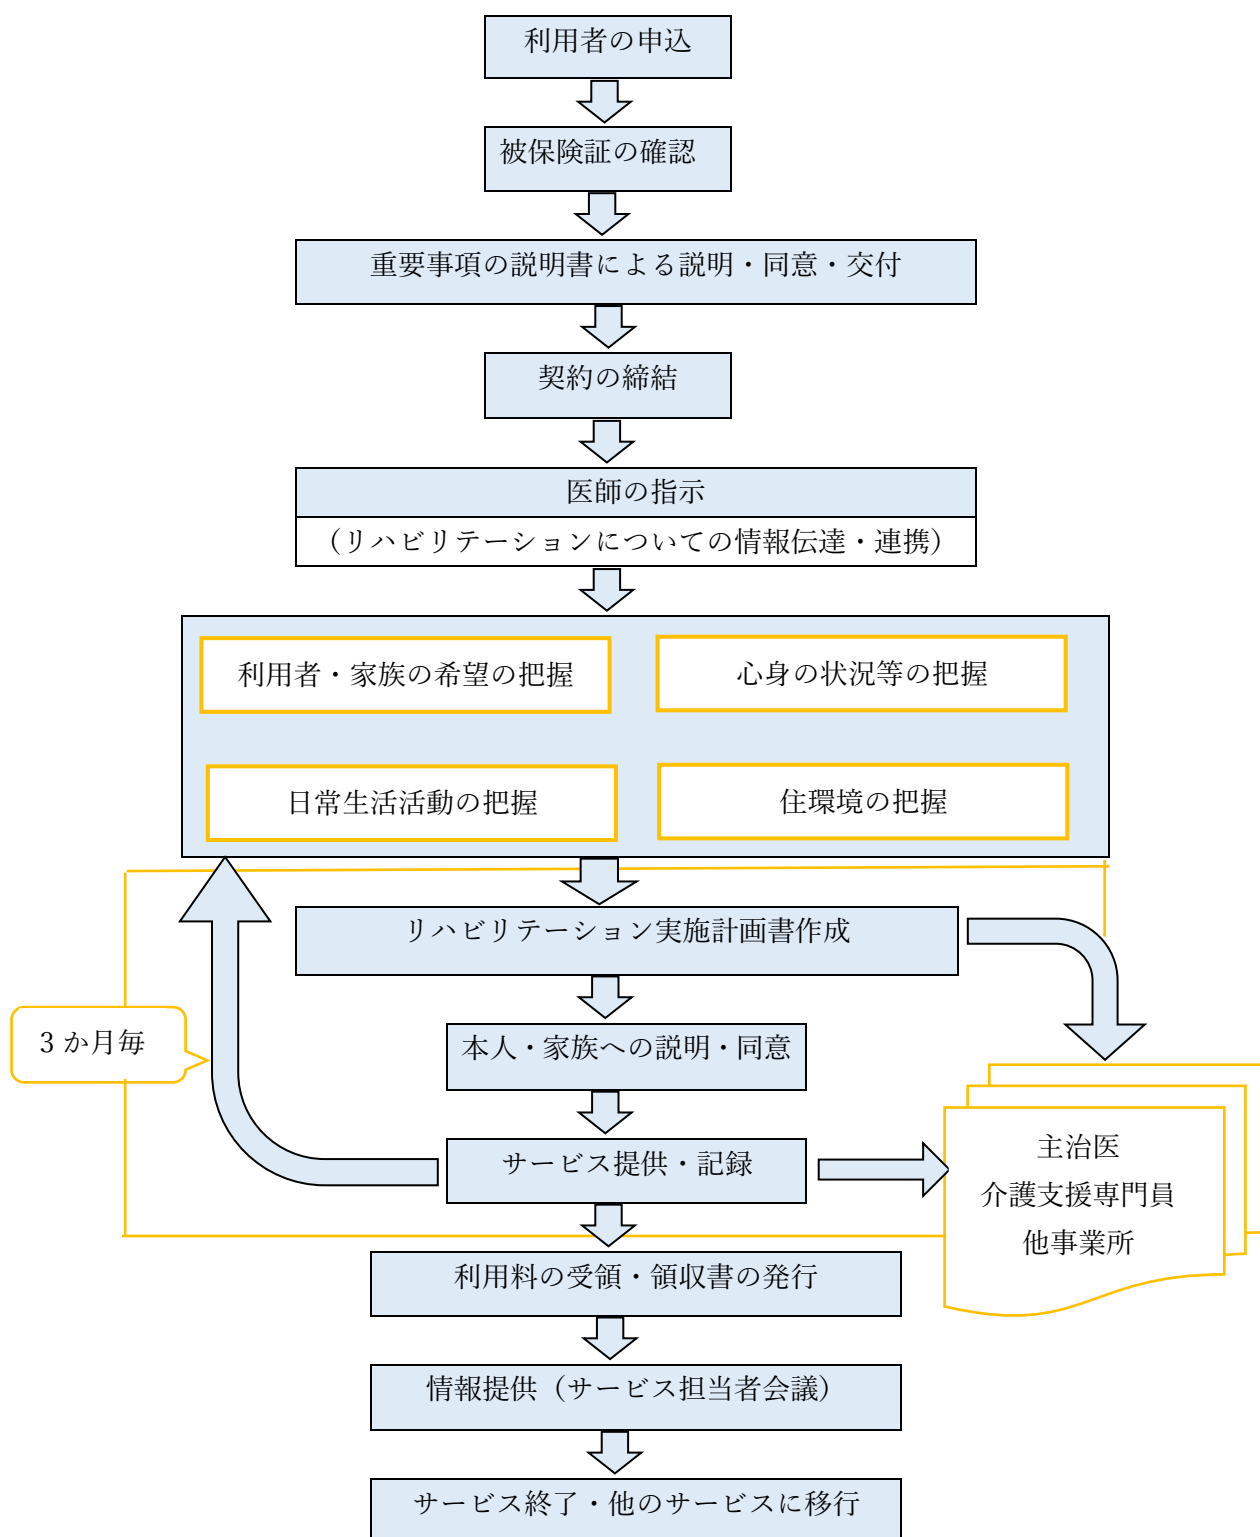 利用者の申込
被保険証の確認
重要事項の説明書による説明・同意・交付
契約の締結
医師の指示
（リハビリテーションについての情報伝達・連携）
利用者・家族の希望の把握
心身の状況等の把握
日常生活活動の把握
住環境の把握
リハビリテーション実施計画書作成
3 か月毎
本人・家族への説明・同意
サービス提供・記録
主治医
介護支援専門員
他事業所
利用料の受領・領収書の発行
情報提供（サービス担当者会議）
サービス終了・他のサービスに移行